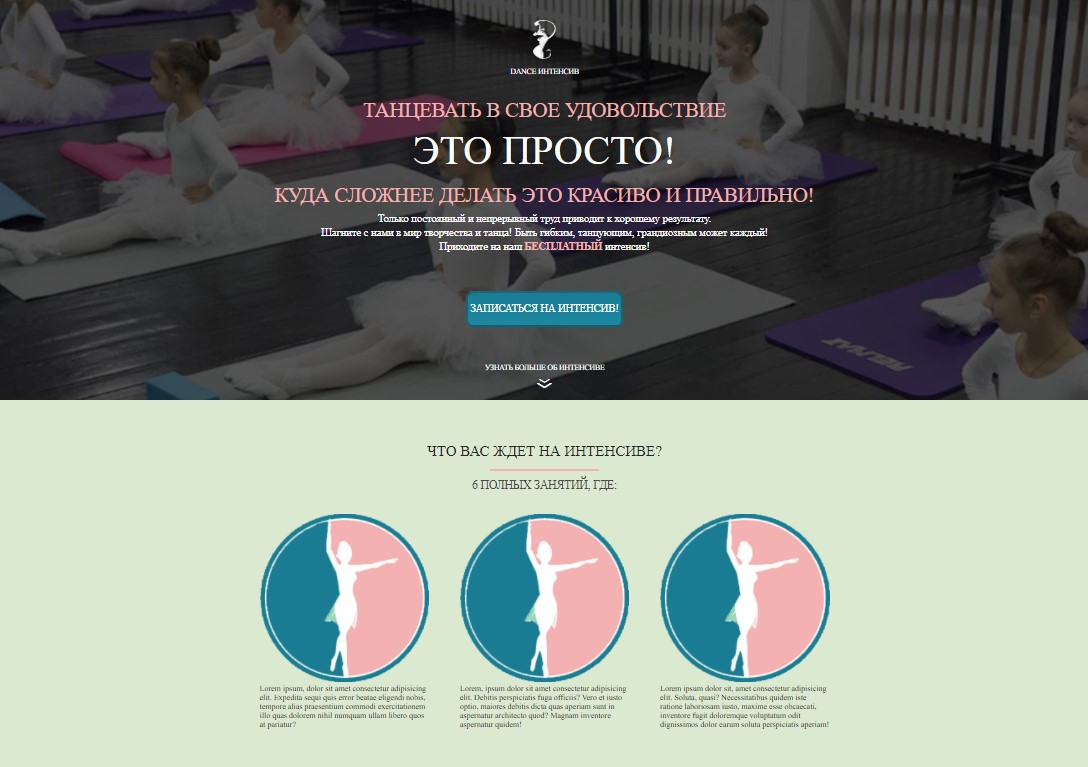 DANCE ИНТЕНСИВ
ТАНЦЕВАТЬ В СВОЕ УДОВОЛЬСТВИЕ
ЭТО ПРОСТО!
КУДА СЛОЖНЕЕ ДЕЛАТЬ ЭТО КРАСИВО И ПРАВИЛЬНО!
Только постоянный и непрерывный труд приводит к хорошему результату.
Шагните с нами в мир творчества и танца! Быть гибким, танцующим, грандиозным может каждый!
Приходите на наш БЕСПЛАТНЫЙ интенсив!
ЗАПИСАТЬСЯ НА ИНТЕНСИВ!
УЗНАТЬ БОЛЬШЕ ОБ ИНТЕНСИВЕ
ЧТО ВАС ЖДЕТ НА ИНТЕНСИВЕ?
6 ПОЛНЫХ ЗАНЯТИЙ, ГДЕ:
Lorem ipsum, dolor sit amet consectetur adipisicing
elit. Expedita sequi quis error beatae eligendi nobis,
tempore alias praesentium commodi exercitationem
illo quas dolorem nihil numquam ullam libero quos
at pariatur?
Lorem ipsum, dolor sit amet consectetur adipisicing
elit. Debitis perspiciatis fuga officiis? Vero et iusto
optio, maiores debitis dicta quas aperiam sunt in
aspernatur architecto quod? Magnam inventore
aspernatur quidem!
Lorem ipsum, dolor sit amet consectetur adipisicing
elit. Soluta, quasi? Necessitatibus quidem iste
ratione laboriosam iusto, maxime esse obcaecati,
inventore fugit doloremque voluptatum odit
dignissimos dolor earum soluta perspiciatis aperiam!